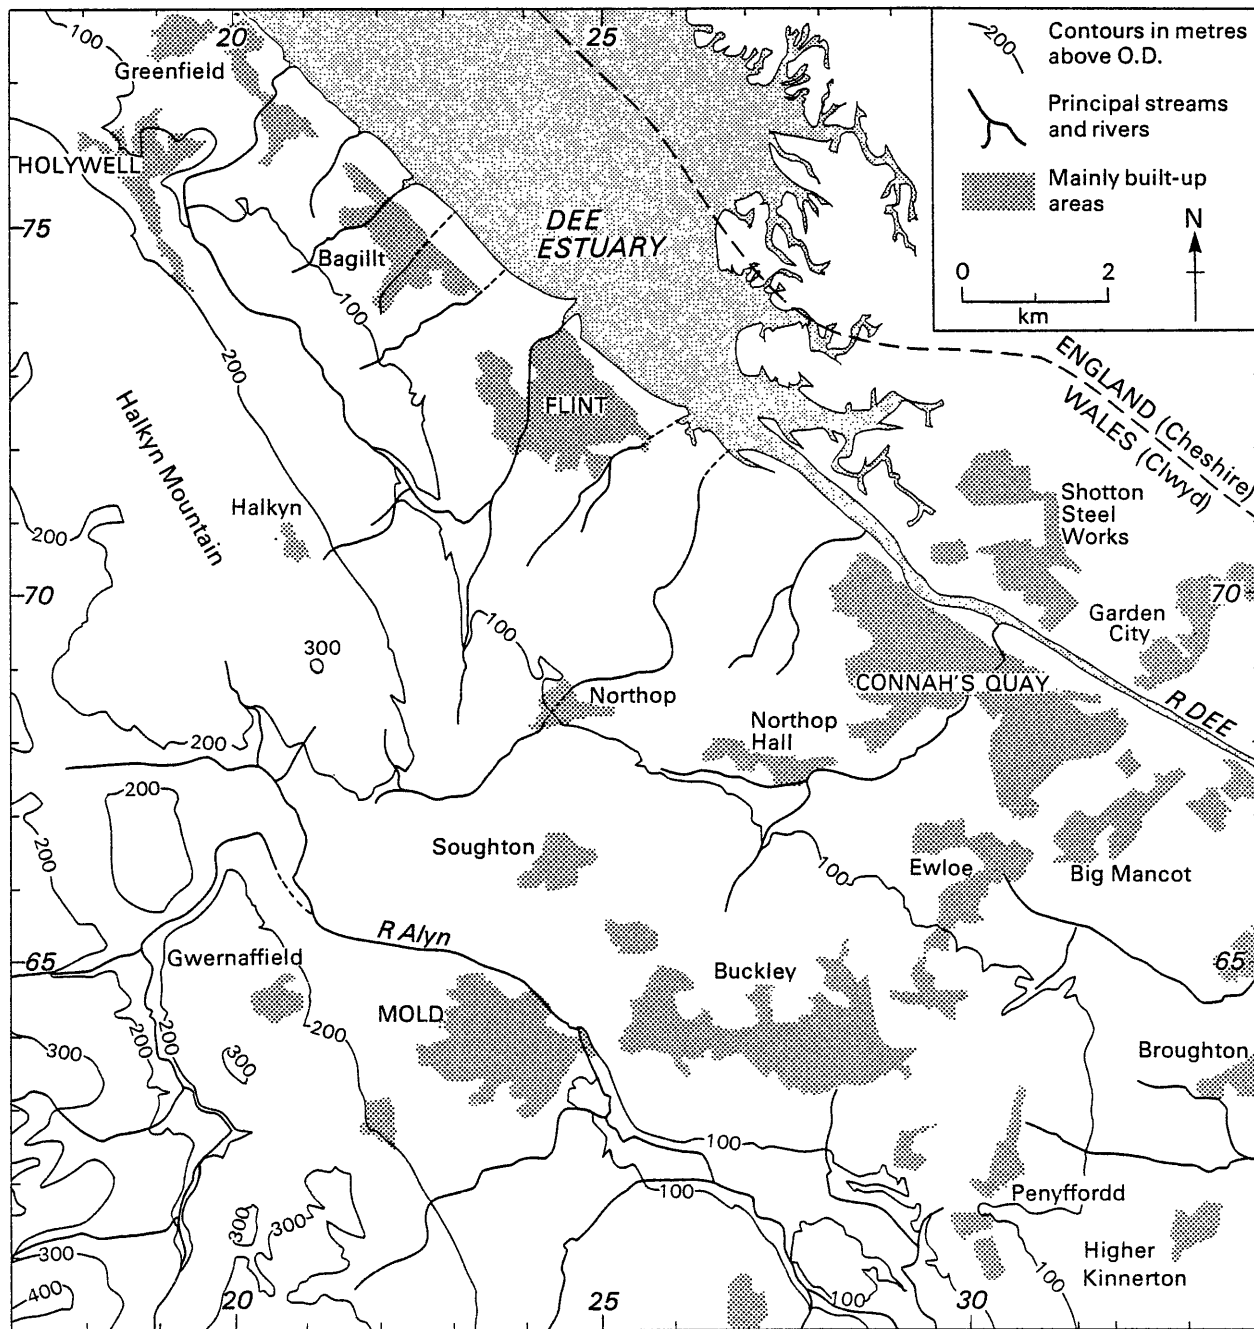 100
20
25
Greenfield
HOLYWELL
75
DEE
ESTUARY
Bagillt
100
200
FLINT
Halkyn Mountain
Halkyn
200
300
100
Northop
Northop
Hall
CONNAH'S QUAY
R DEE
Shotton
Steel
Works
Garden
City
70
70
ENGLAND (Cheshire)
WALES (Clwyd)
200
Contours in metres
above O.D.
Principal streams
and rivers
Mainly built-up
areas
N
0
2
km
200
200
200
Soughton
100
Ewloe
Big Mancot
R Alyn
65
65
Gwernaffield
Buckley
MOLD
200
200
200
300
300
Broughton
100
100
Penyffordd
300
300
300
400
Higher
Kinnerton
100
100
20
25
30